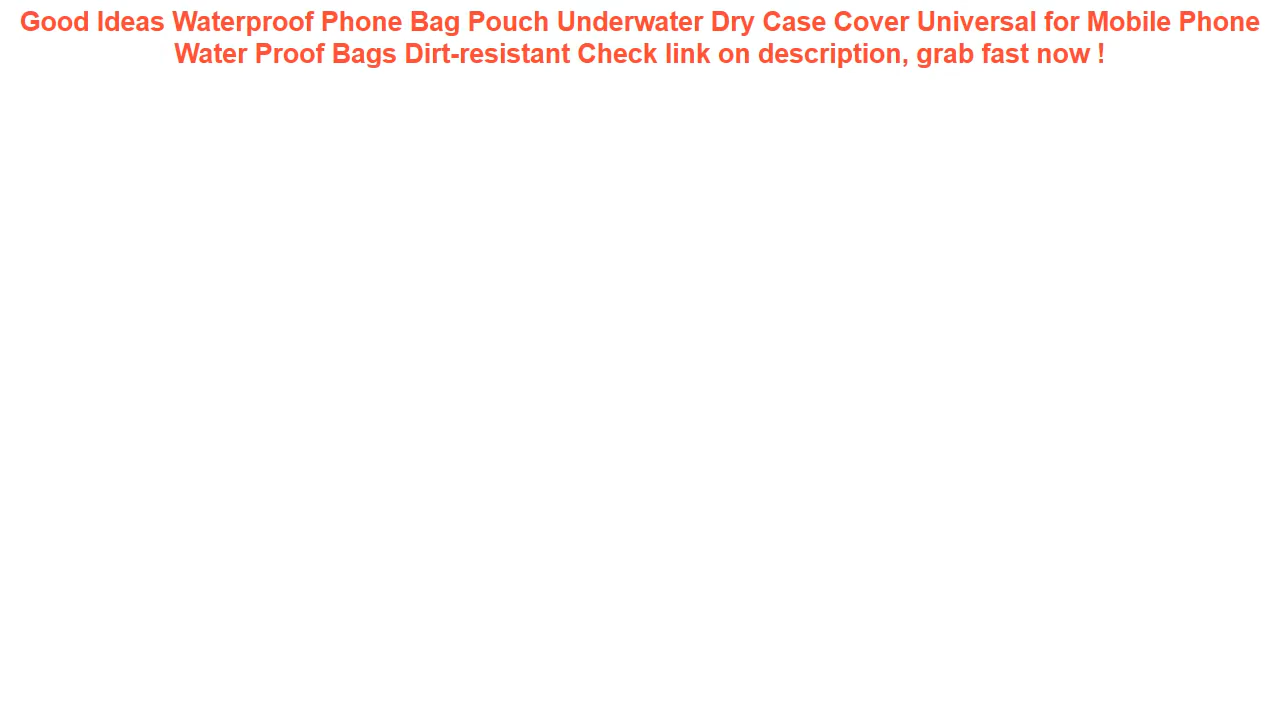 Good Ideas Waterproof Phone Bag Pouch Underwater Dry Case Cover Universal for Mobile Phone
Water Proof Bags Dirt-resistant Check link on description, grab fast now !